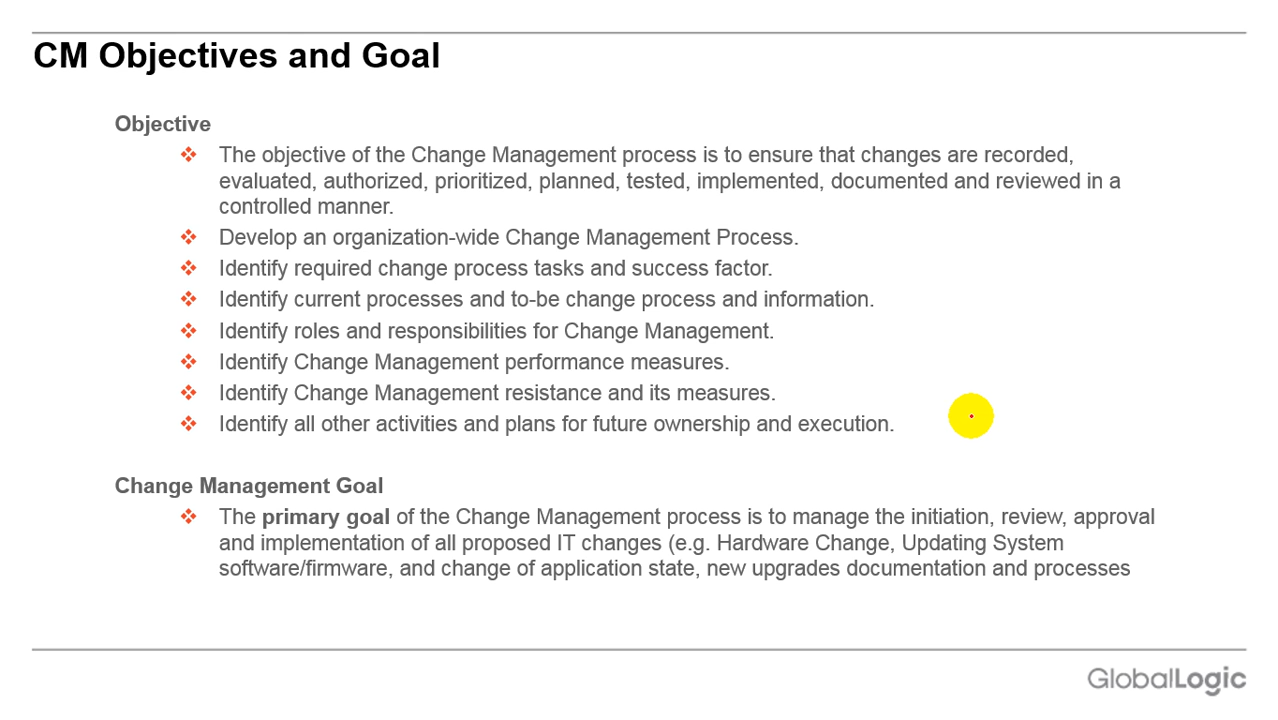 CM Objectives and Goal
Objective
The objective of the Change Management process is to ensure that changes are recorded,
evaluated, authorized, prioritized, planned, tested, implemented, documented and reviewed in a
controlled manner.
Develop an organization-wide Change Management Process.
Identify required change process tasks and success factor.
Identify current processes and to-be change process and information.
Identify roles and responsibilities for Change Management.
Identify Change Management performance measures.
Identify Change Management resistance and its measures.
Identify all other activities and plans for future ownership and execution.
Change Management Goal
The primary goal of the Change Management process is to manage the initiation, review, approval
and implementation of all proposed IT changes (e.g. Hardware Change, Updating System
software/firmware, and change of application state, new upgrades documentation and processes
GlobalLogic